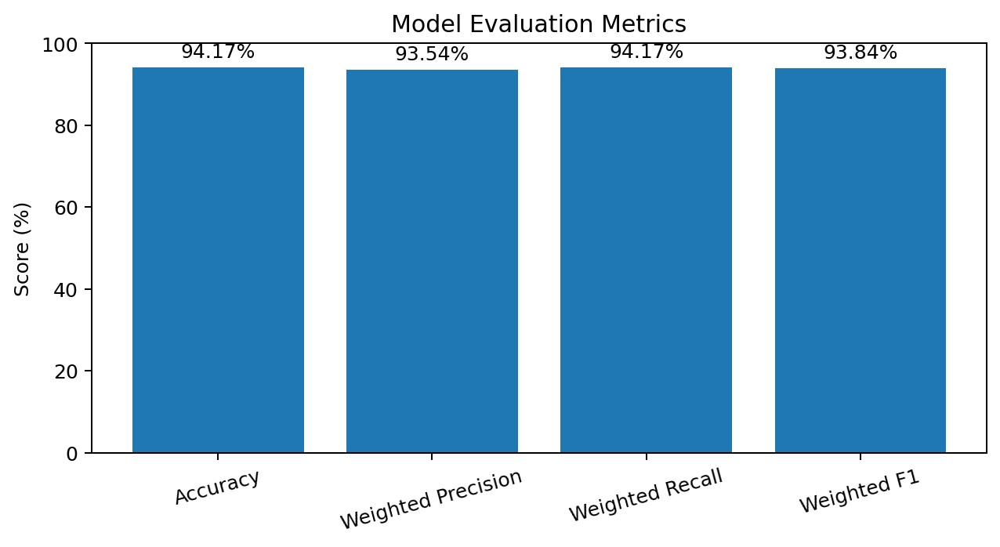 Model Evaluation Metrics
100
80
60
40
20
0
Score (%)
94.17%
93.54%
94.17%
93.84%
Accuracy
Weighted Precision
Weighted Recall
Weighted F1